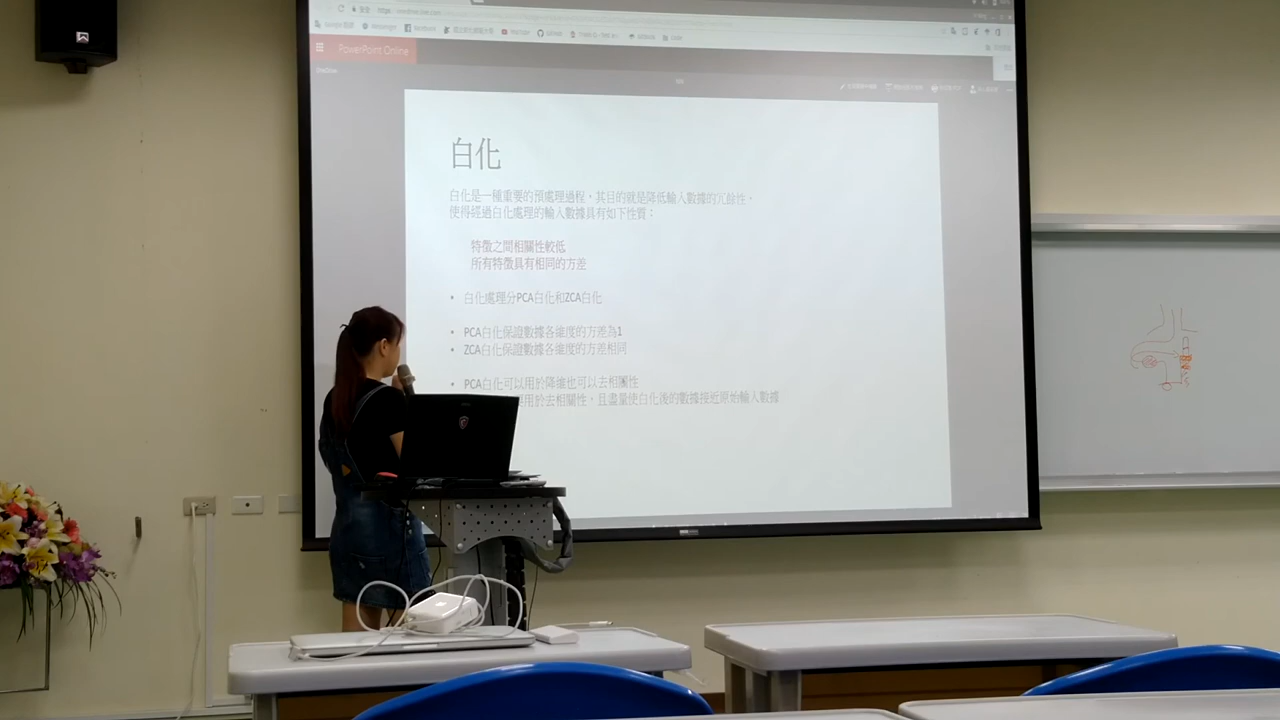 PowerPoint Online
白化
白化是一種重要的預處理過程，其目的就是降低輸入數據的冗餘性，
使得經過白化處理的輸入數據具有如下性質：
特徵之間相關性較低
所有特徵具有相同的方差
• 白化處理分PCA白化和ZCA白化
• PCA白化保證數據各維度的方差為1
• ZCA白化保證數據各維度的方差相同
• PCA白化可以用於降維也可以去相關性
用於去相關性，且盡量使白化後的數據接近原始輸入數據